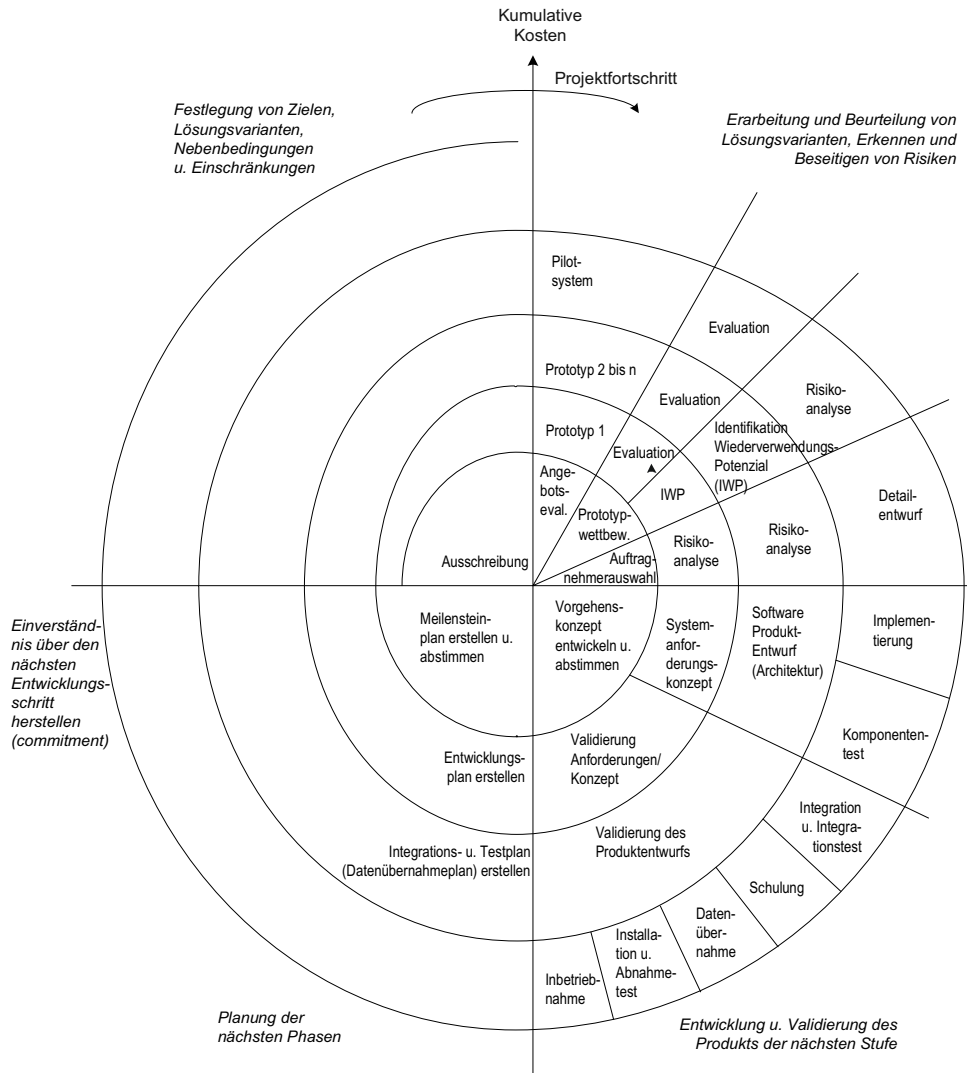 Kumulative
Kosten
Projektfortschritt
Festlegung von Zielen,
Lösungsvarianten,
Nebenbedingungen
u. Einschränkungen
Erarbeitung und Beurteilung von
Lösungsvarianten, Erkennen und
Beseitigen von Risiken
Pilot-
system
Evaluation
Risiko-
analyse
Prototyp 2 bis n
Evaluation
Identifikation
Wiederverwendungs-
Potenzial
(IWP)
Detail-
entwurf
Prototyp 1
Evaluation
IWP
Risiko-
analyse
Risiko-
analyse
Ange-
bots-
eval.
Prototyp-
wettbew.
Auftrag-
nehmerauswahl
Ausschreibung
Einverständ-
nis über den
nächsten
Entwicklungs-
schritt
herstellen
(commitment)
Meilenstein-
plan erstellen u.
abstimmen
Vorgehens-
konzept
entwickeln u.
abstimmen
System-
anfor-
derungs-
konzept
Software
Produkt-
Entwurf
(Architektur)
Implemen-
tierung
Komponenten-
test
Entwicklungs-
plan erstellen
Validierung
Anforderungen/
Konzept
Integration
u. Integra-
tionstest
Integrations- u. Testplan
(Datenübernahmeplan) erstellen
Validierung des
Produktentwurfs
Schulung
Daten-
über-
nahme
Installa-
tion u.
Abnahme-
test
Inbetrieb-
nahme
Planung der
nächsten Phasen
Entwicklung u. Validierung des
Produkts der nächsten Stufe